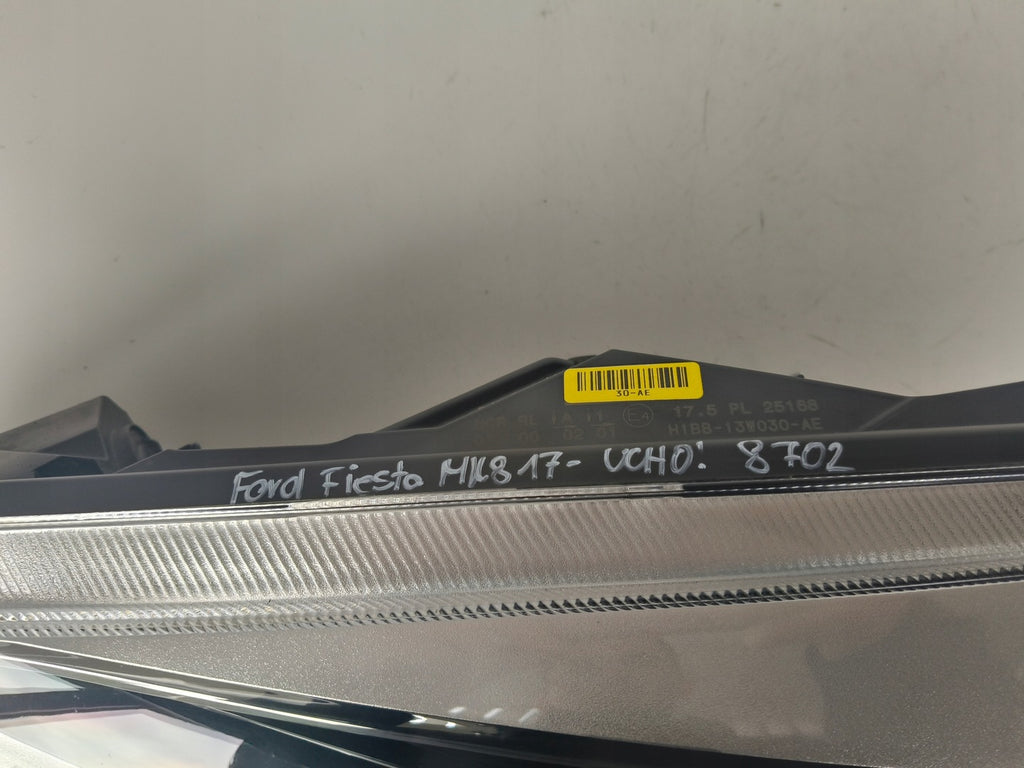 30-AE
17.5 PL 25168
H1BB-13W030-AE
Ford Fiesta MK8 17- UCHO! 8702